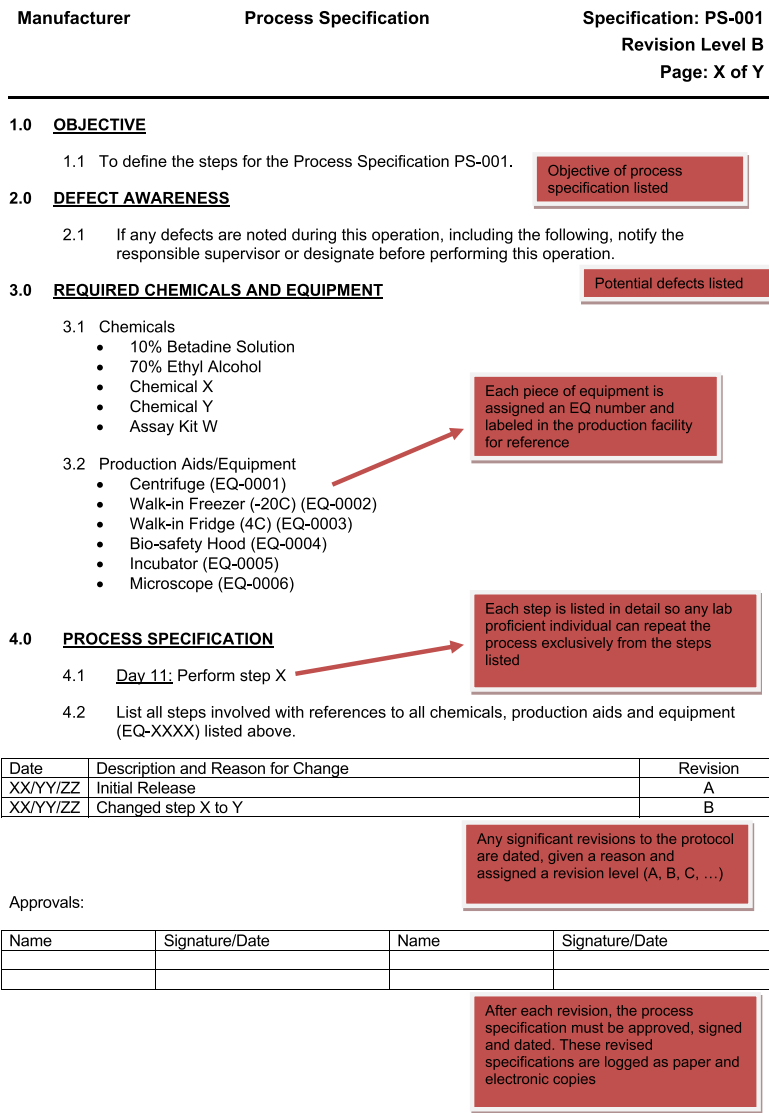 Manufacturer Process Specification Specification: PS-001
Revision Level B
Page: X of Y
1.0 OBJECTIVE
1.1 To define the steps for the Process Specification PS-001.
Objective of process
specification listed
2.0 DEFECT AWARENESS
2.1 If any defects are noted during this operation, including the following, notify the
responsible supervisor or designate before performing this operation.
Potential defects listed
3.0 REQUIRED CHEMICALS AND EQUIPMENT
3.1 Chemicals
• 10% Betadine Solution
• 70% Ethyl Alcohol
• Chemical X
• Chemical Y
• Assay Kit W
Each piece of equipment is
assigned an EQ number and
labeled in the production facility
for reference
3.2 Production Aids/Equipment
• Centrifuge (EQ-0001)
• Walk-in Freezer (-20C) (EQ-0002)
• Walk-in Fridge (4C) (EQ-0003)
• Bio-safety Hood (EQ-0004)
• Incubator (EQ-0005)
• Microscope (EQ-0006)
Each step is listed in detail so any lab
proficient individual can repeat the
process exclusively from the steps
listed
4.0 PROCESS SPECIFICATION
4.1 Day 11: Perform step X
4.2 List all steps involved with references to all chemicals, production aids and equipment
(EQ-XXXX) listed above.
Date Description and Reason for Change Revision
XX/YY/ZZ Initial Release A
XX/YY/ZZ Changed step X to Y B
Any significant revisions to the protocol
are dated, given a reason and
assigned a revision level (A, B, C, …)
Approvals:
Name Signature/Date Name Signature/Date
After each revision, the process
specification must be approved, signed
and dated. These revised
specifications are logged as paper and
electronic copies